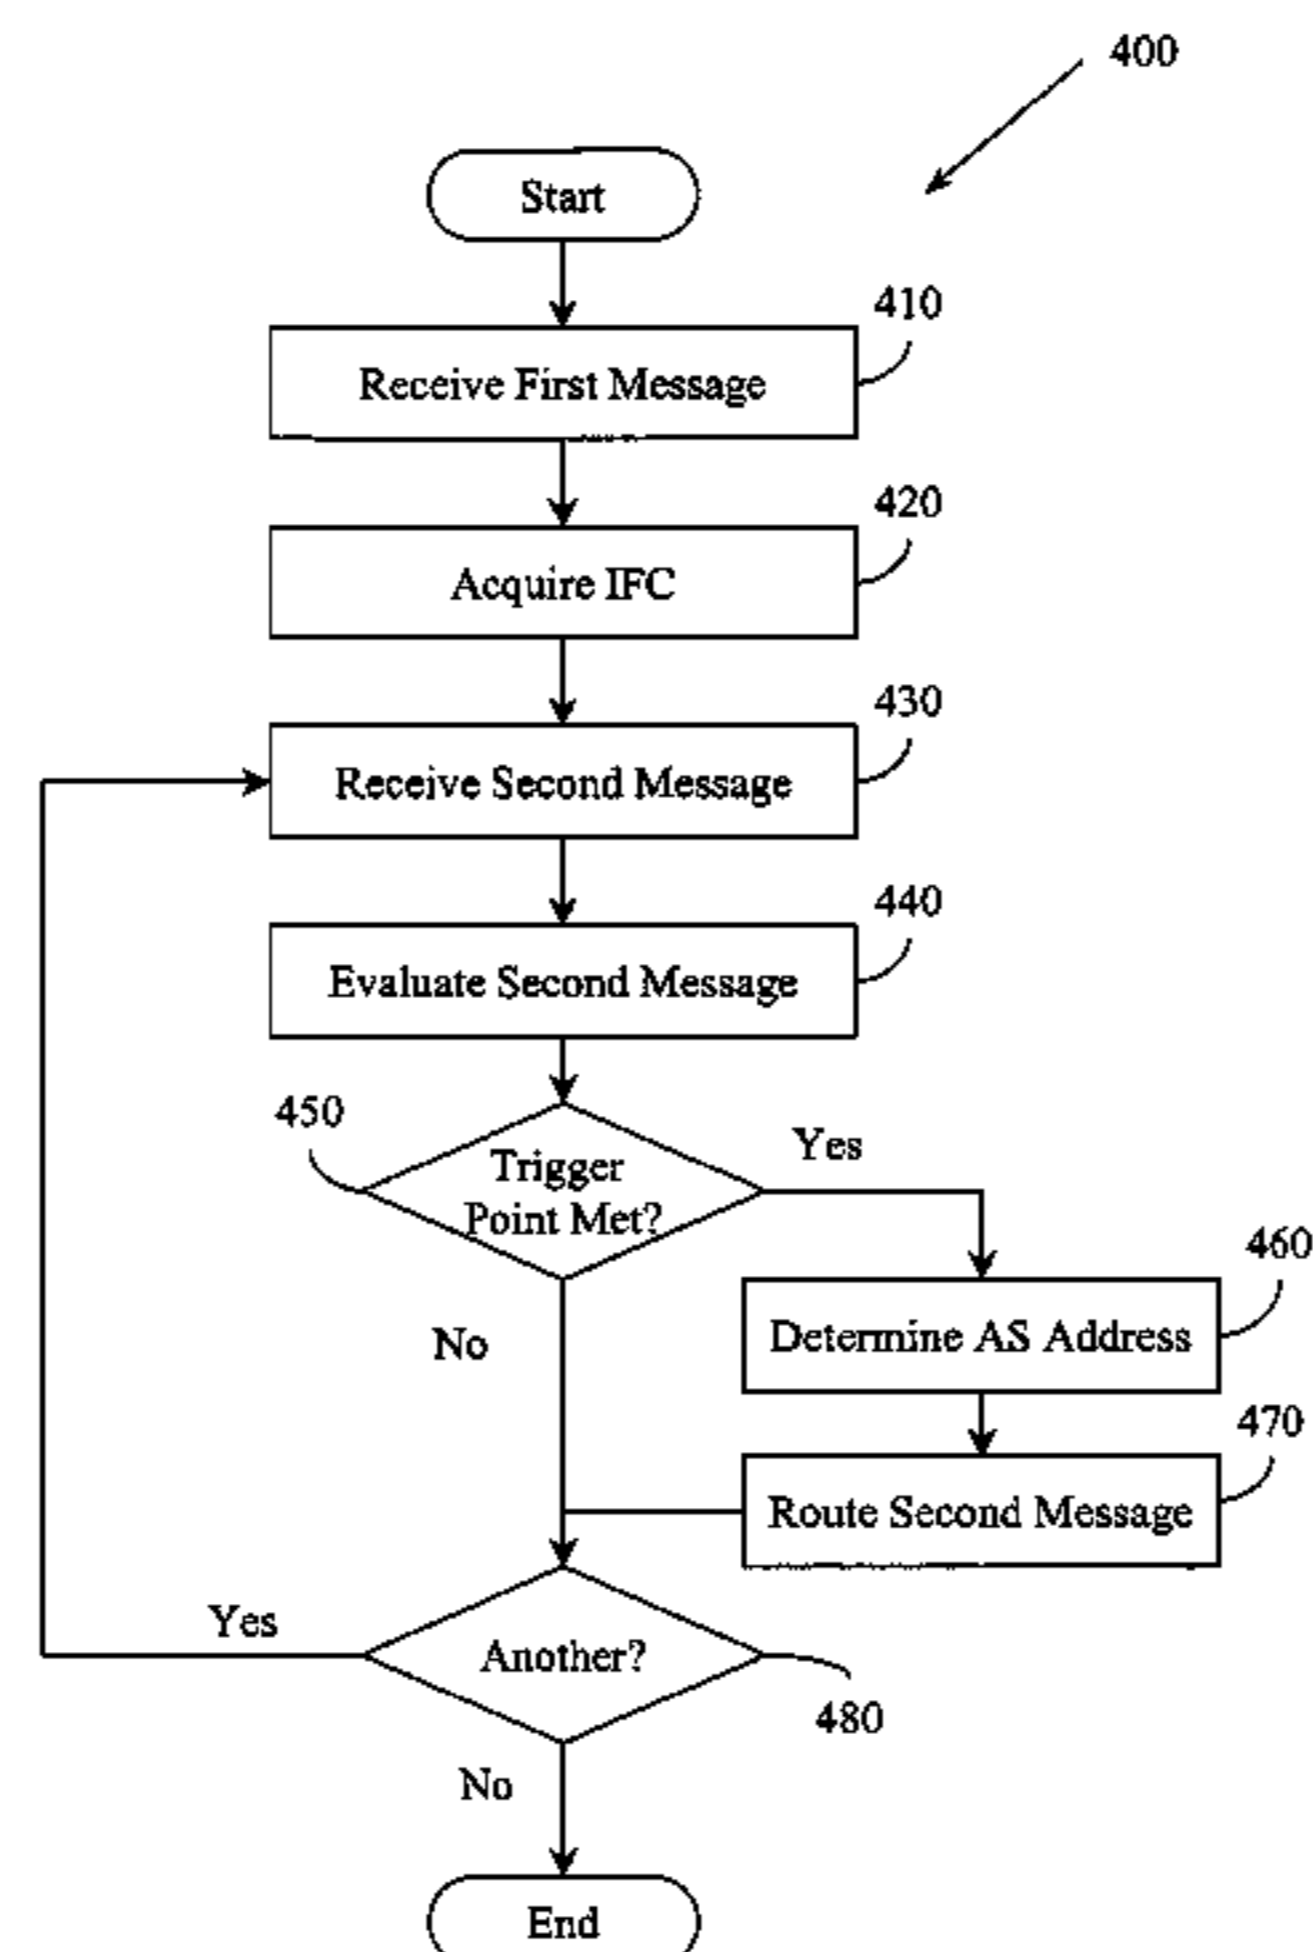 400
Start
410
Receive First Message
420
Acquire IFC
430
Receive Second Message
440
Evaluate Second Message
450
Trigger
Point Met?
Yes
460
Determine AS Address
No
470
Route Second Message
Yes
Another?
480
No
End